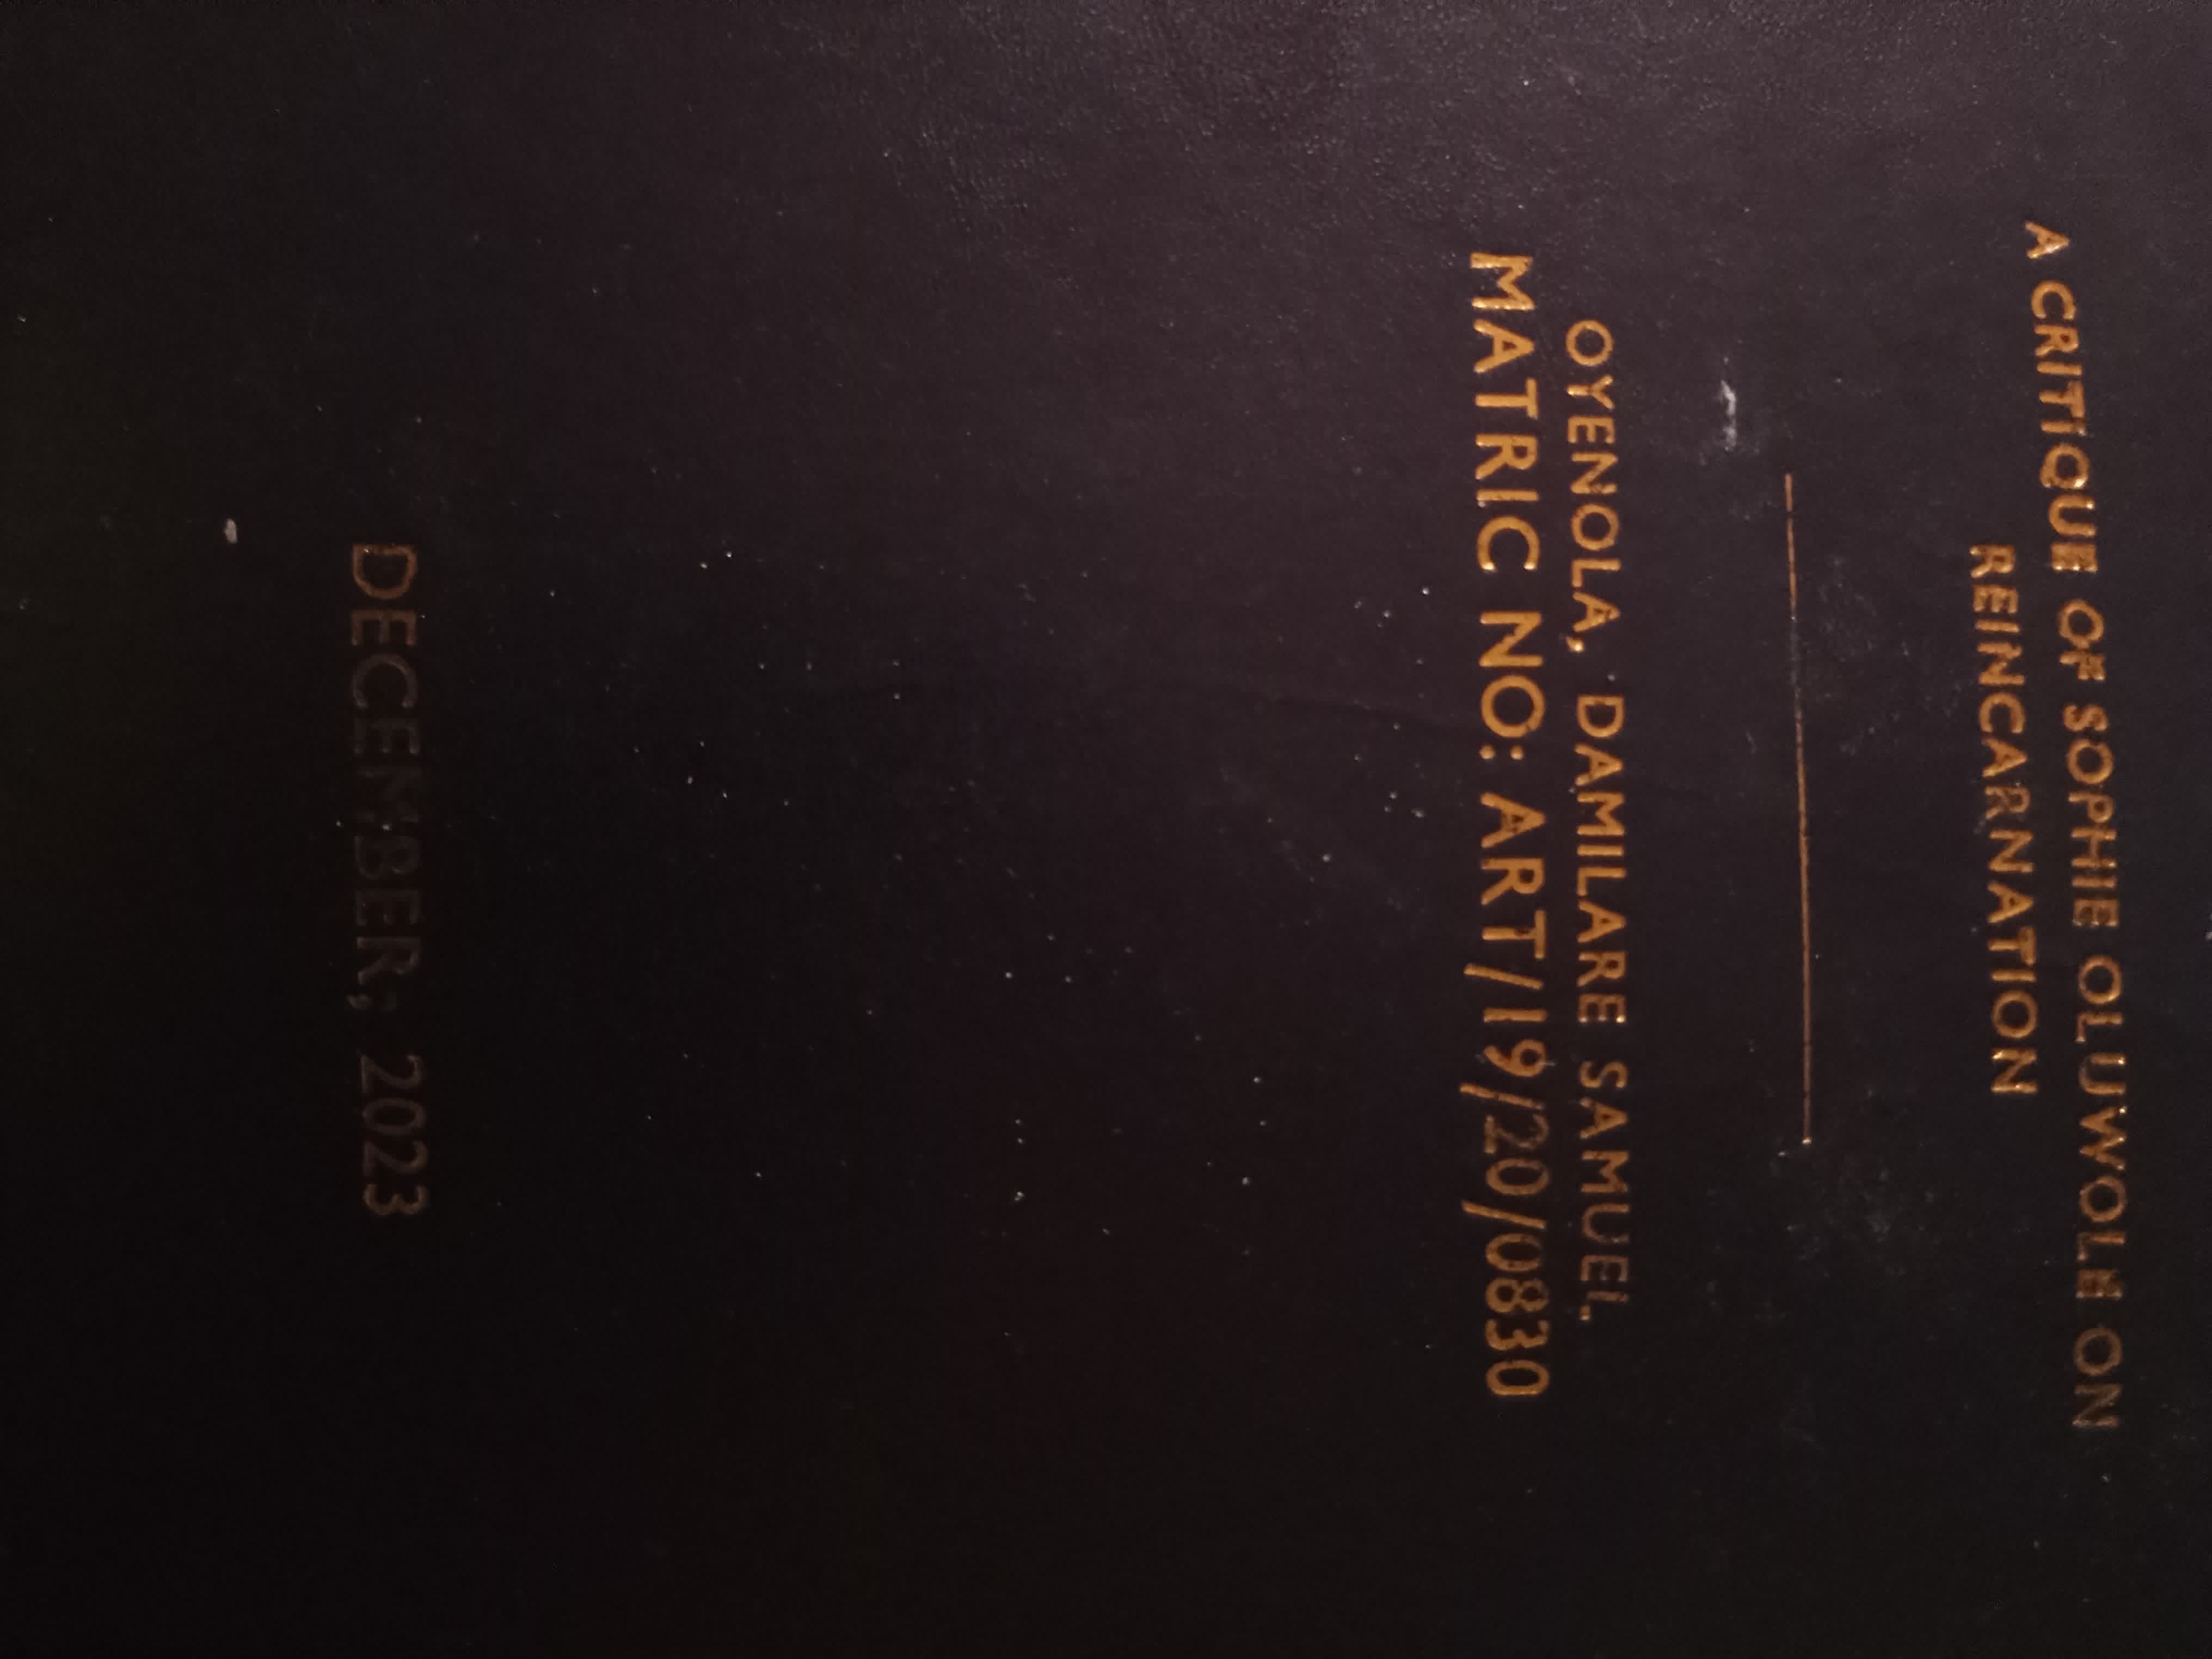 A CRITIQUE OF SOPHIE OLUWOLE ON
REINCARNATION
OYENOLA, DAMILARE SAMUEL
MATRIC NO: ART/19/20/0830
DECEMBER, 2023